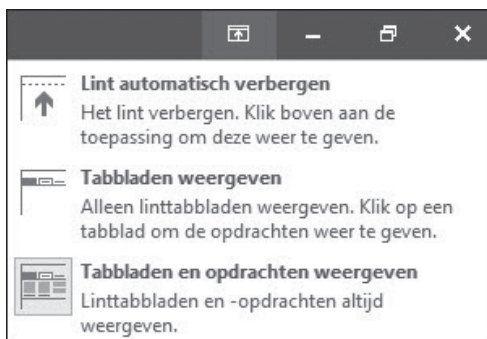 Lint automatisch verbergen
Het lint verbergen. Klik boven aan de
toepassing om deze weer te geven.
Tabbladen weergeven
Alleen linttabbladen weergeven. Klik op een
tabblad om de opdrachten weer te geven.
Tabbladen en opdrachten weergeven
Linttabbladen en -opdrachten altijd
weergeven.